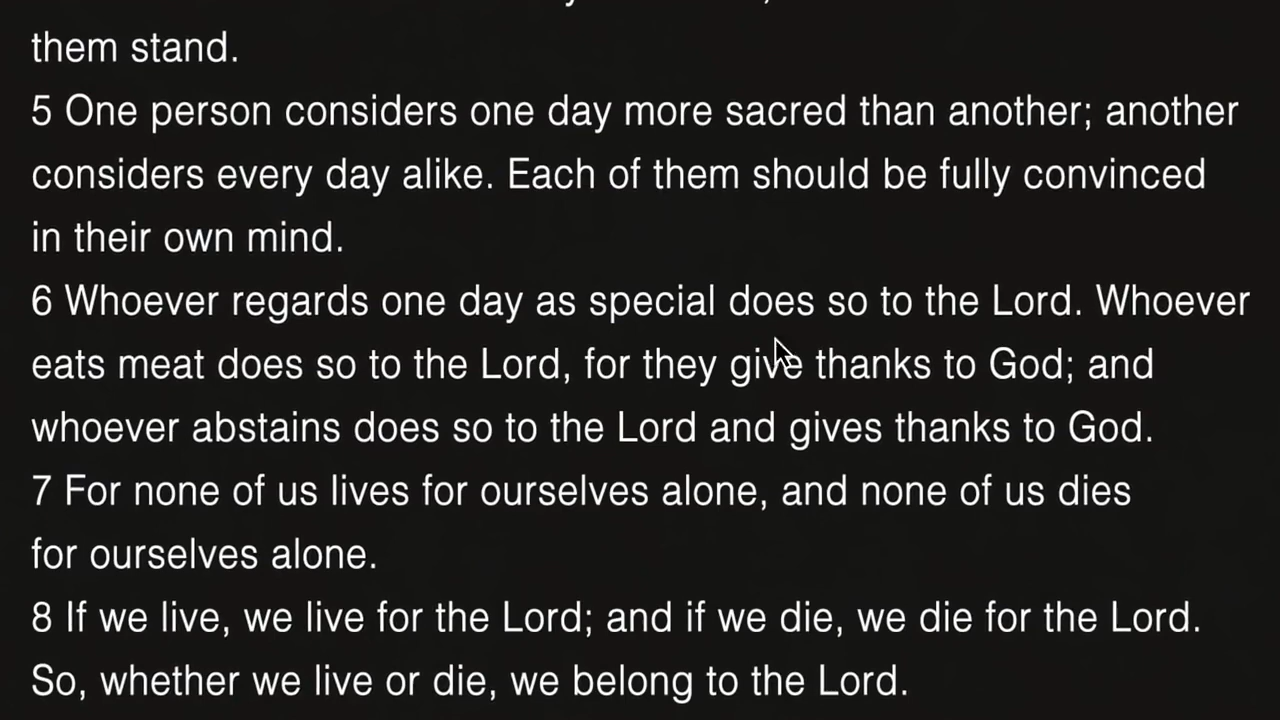 them stand.
5 One person considers one day more sacred than another; another
considers every day alike. Each of them should be fully convinced
in their own mind.
6 Whoever regards one day as special does so to the Lord. Whoever
eats meat does so to the Lord, for they give thanks to God; and
whoever abstains does so to the Lord and gives thanks to God.
7 For none of us lives for ourselves alone, and none of us dies
for ourselves alone.
8 If we live, we live for the Lord; and if we die, we die for the Lord.
So, whether we live or die, we belong to the Lord.